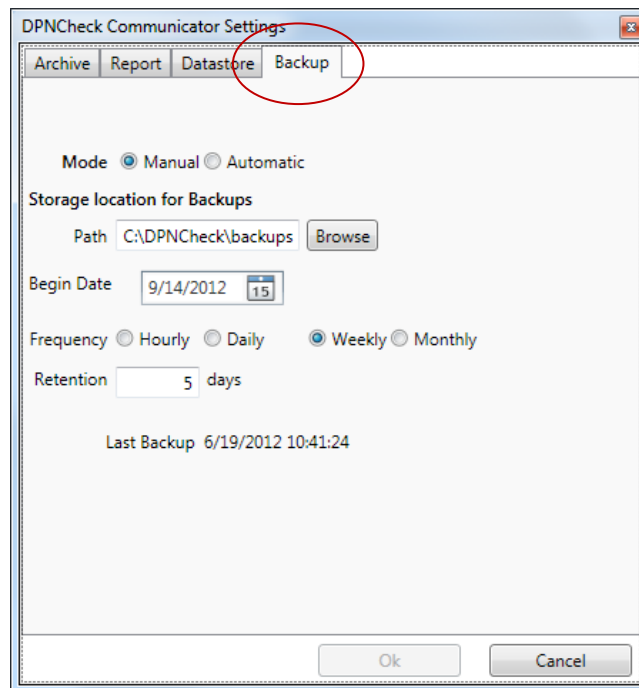 DPNCheck Communicator Settings
Archive Report Datastore Backup
Mode Manual Automatic
Storage location for Backups
Path C:\DPNCheck\backups Browse
Begin Date 9/14/2012 15
Frequency Hourly Daily Weekly Monthly
Retention 5 days
Last Backup 6/19/2012 10:41:24
Ok Cancel